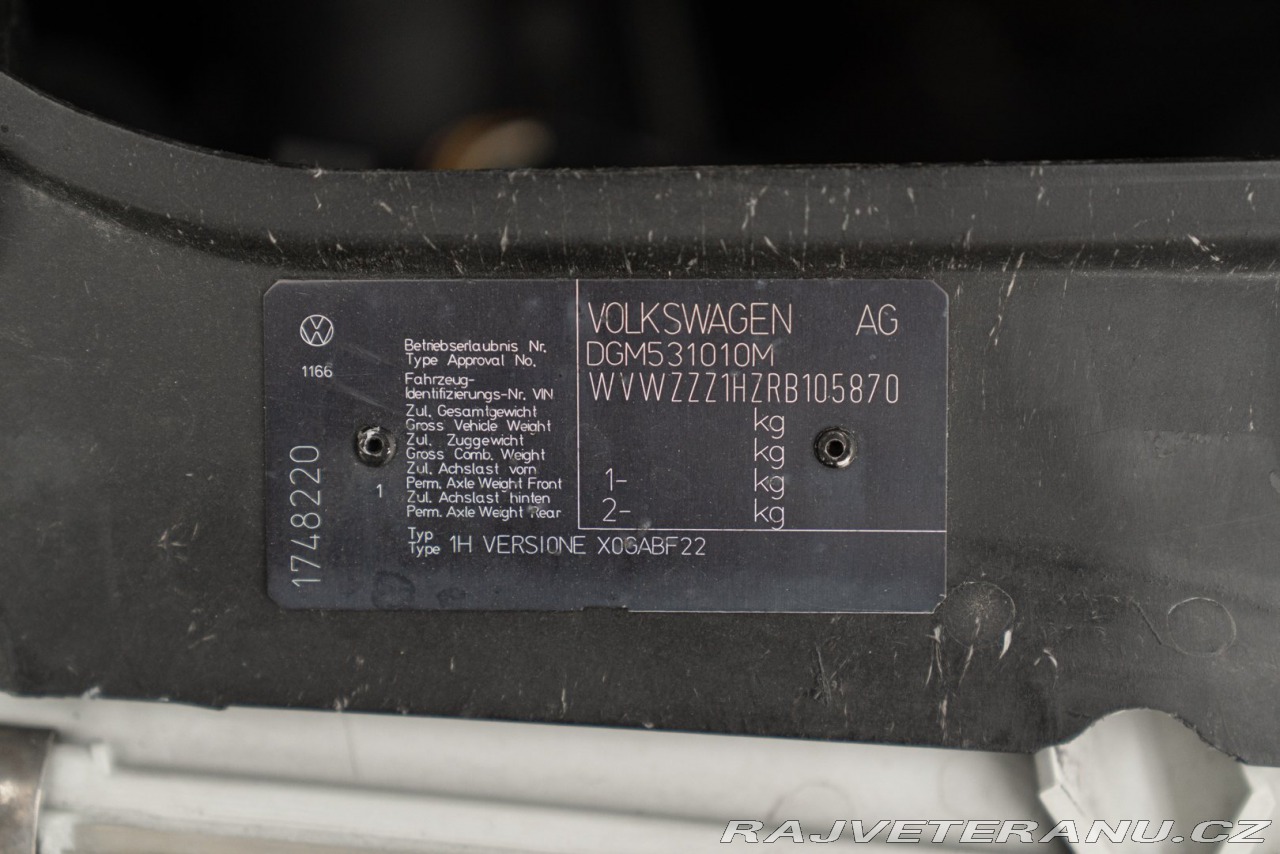 1166
1748220
1
Betriebserlaubnis Nr.
Type Approval No.
Fahrzeug-
Identifizierungs-Nr. VIN
Zul. Gesamtgewicht
Gross Vehicle Weight
Zul. Zuggewicht
Gross Comb. Weight
Zul. Achslast vorn
Perm. Axle Weight Front
Zul. Achslast hinten
Perm. Axle Weight Rear
VOLKSWAGEN AG
DGM531010M
WVWZZZ1HZRB105870
kg
kg
1- kg
2- kg
Typ
Type 1H VERSIONE X0GABF22
RAJVETERANU.CZ